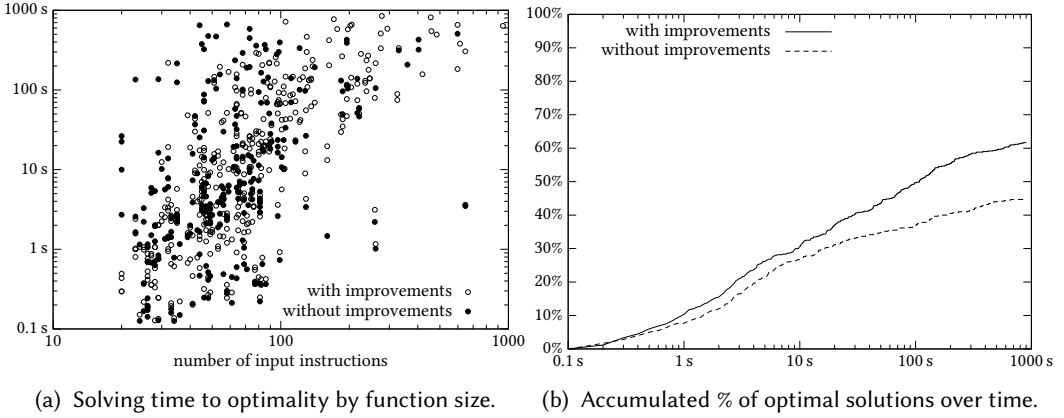 1000 s
100 s
10 s
1 s
0.1 s
10
100
1000
with improvements
without improvements
number of input instructions
(a) Solving time to optimality by function size.
100%
90%
80%
70%
60%
50%
40%
30%
20%
10%
0%
0.1 s
1 s
10 s
100 s
1000 s
with improvements
without improvements
(b) Accumulated % of optimal solutions over time.